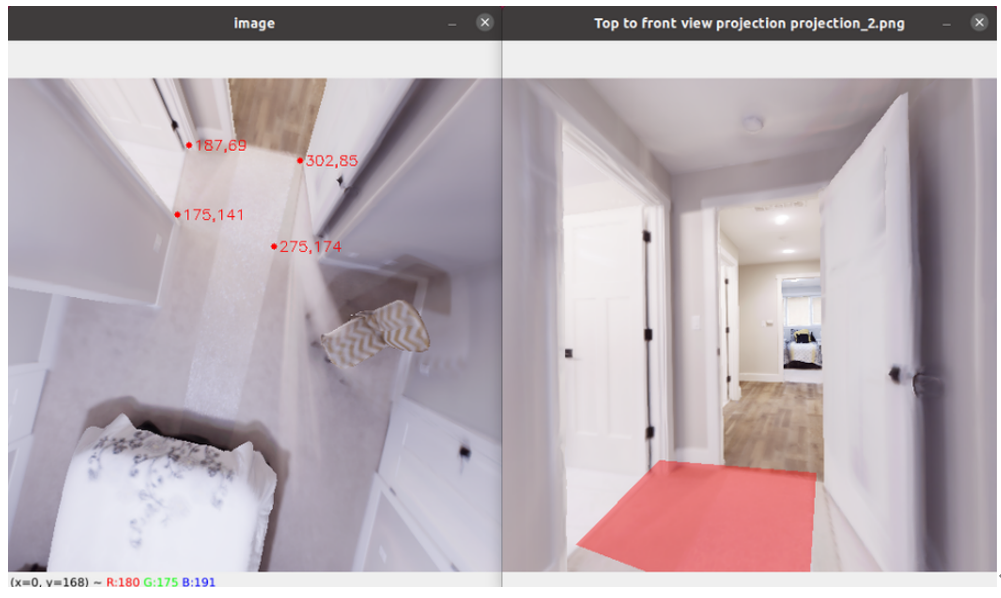 image
Top to front view projection projection_2.png
187,69
302,85
175,141
275,174
(x=0, y=168) ~ R:180 G:175 B:191